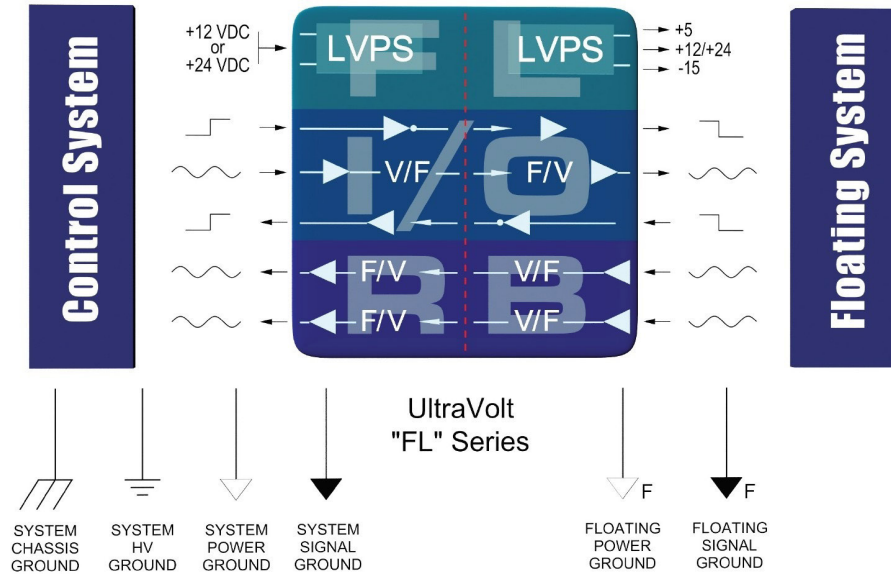 Control System
+12 VDC
or
+24 VDC
FL
LVPS
LVPS
+5
+12/+24
-15
I/O
V/F
F/V
RB
F/V
V/F
F/V
V/F
Floating System
UltraVolt
"FL" Series
F
F
SYSTEM
CHASSIS
GROUND
SYSTEM
HV
GROUND
SYSTEM
POWER
GROUND
SYSTEM
SIGNAL
GROUND
FLOATING
POWER
GROUND
FLOATING
SIGNAL
GROUND